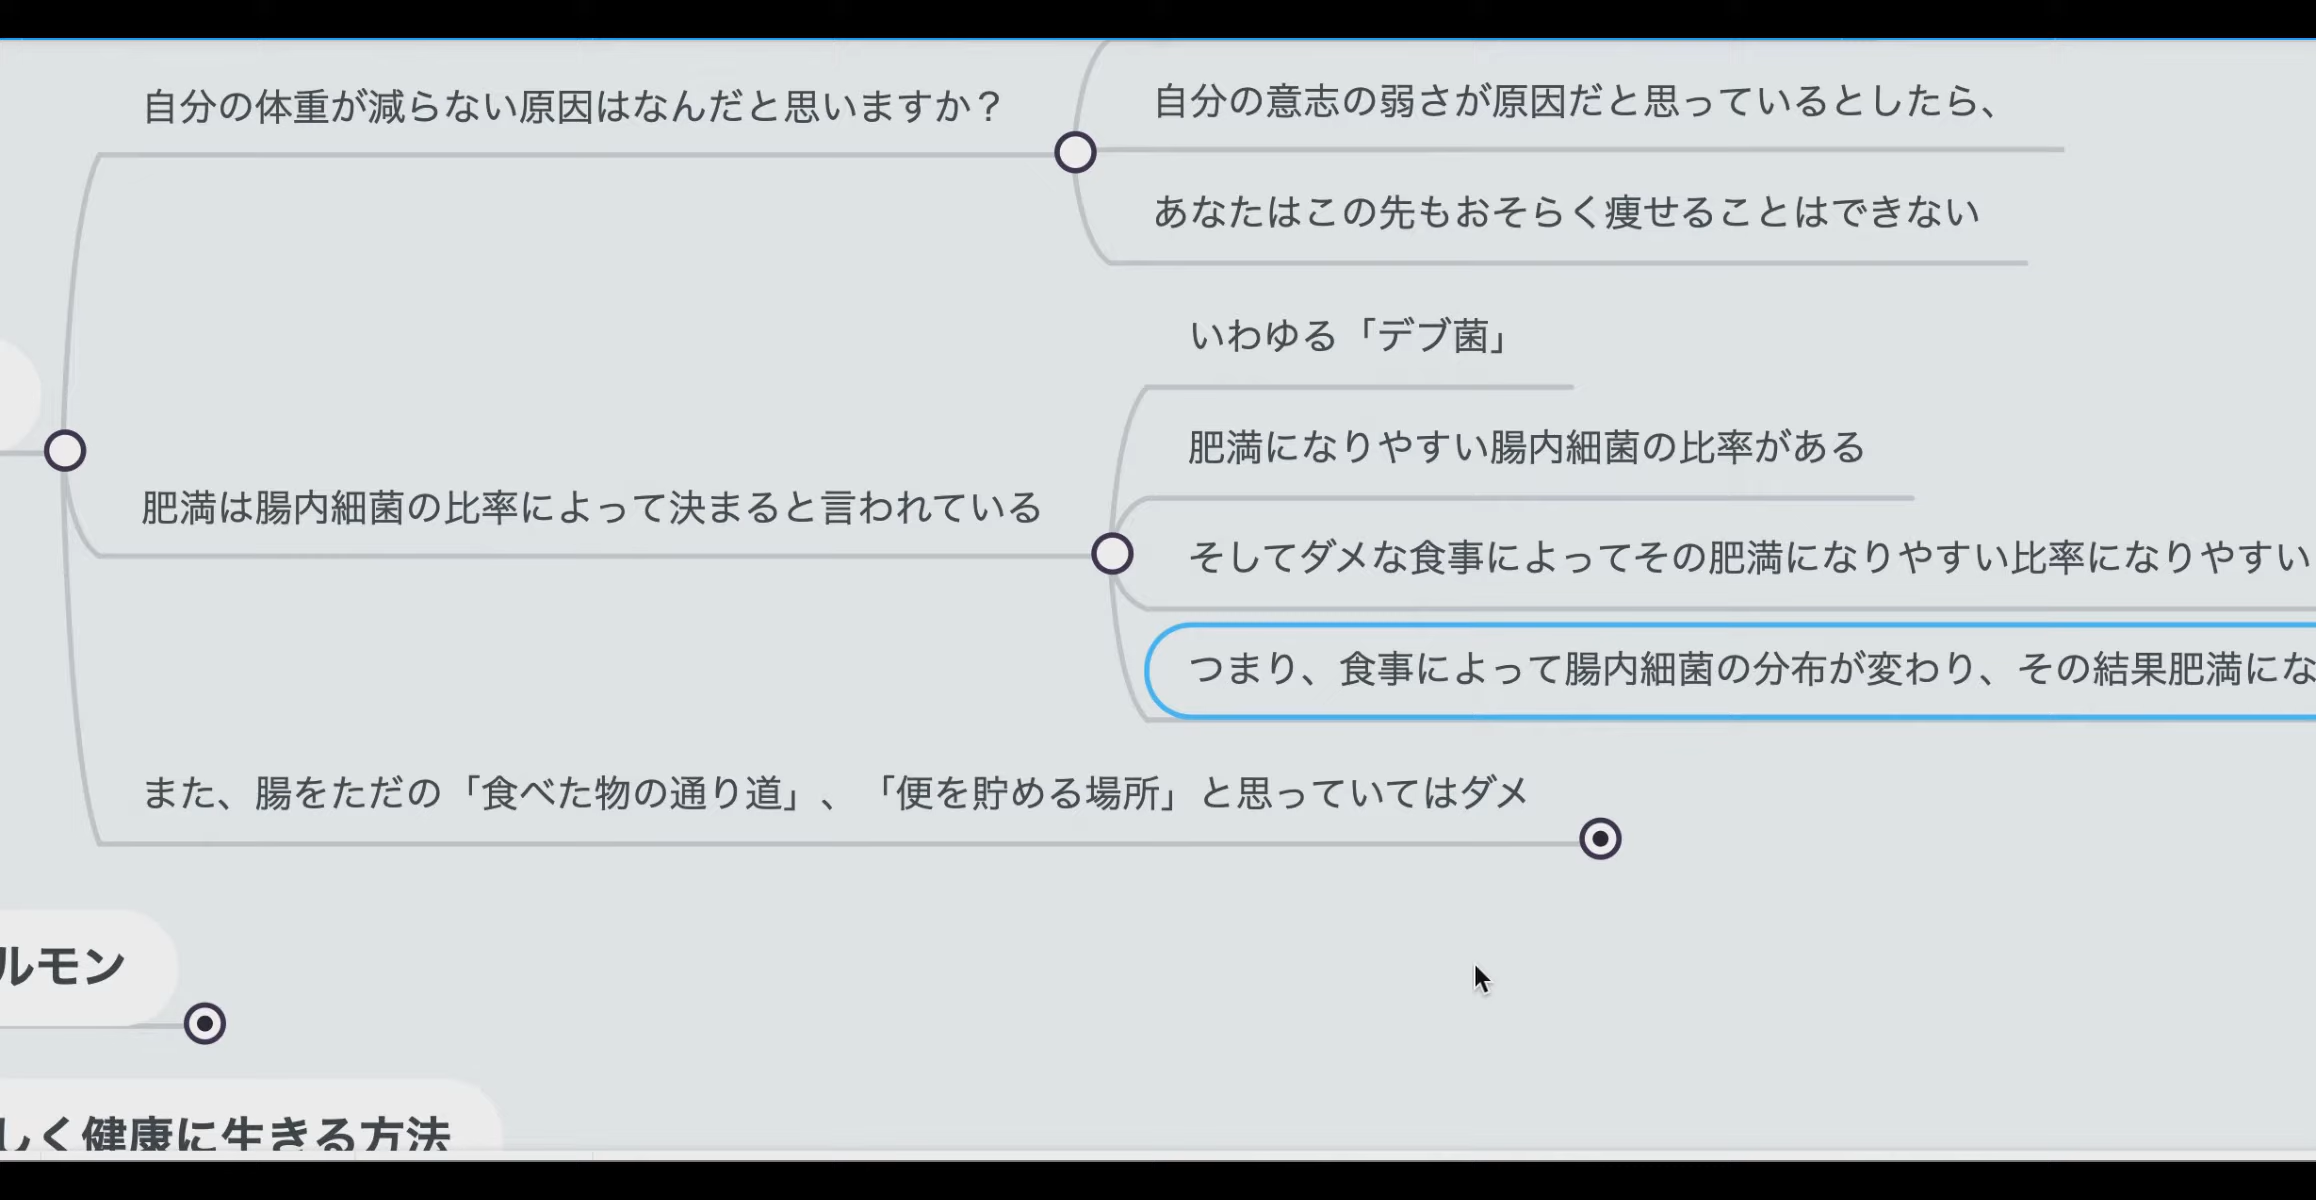 自分の体重が減らない原因はなんだと思いますか？
自分の意志の弱さが原因だと思っているとしたら、
あなたはこの先もおそらく痩せることはできない
肥満は腸内細菌の比率によって決まると言われている
いわゆる「デブ菌」
肥満になりやすい腸内細菌の比率がある
そしてダメな食事によってその肥満になりやすい比率になりやすい
つまり、食事によって腸内細菌の分布が変わり、その結果肥満にな
また、腸をただの「食べた物の通り道」、「便を貯める場所」と思っていてはダメ
ルモン
しく健康に生きる方法